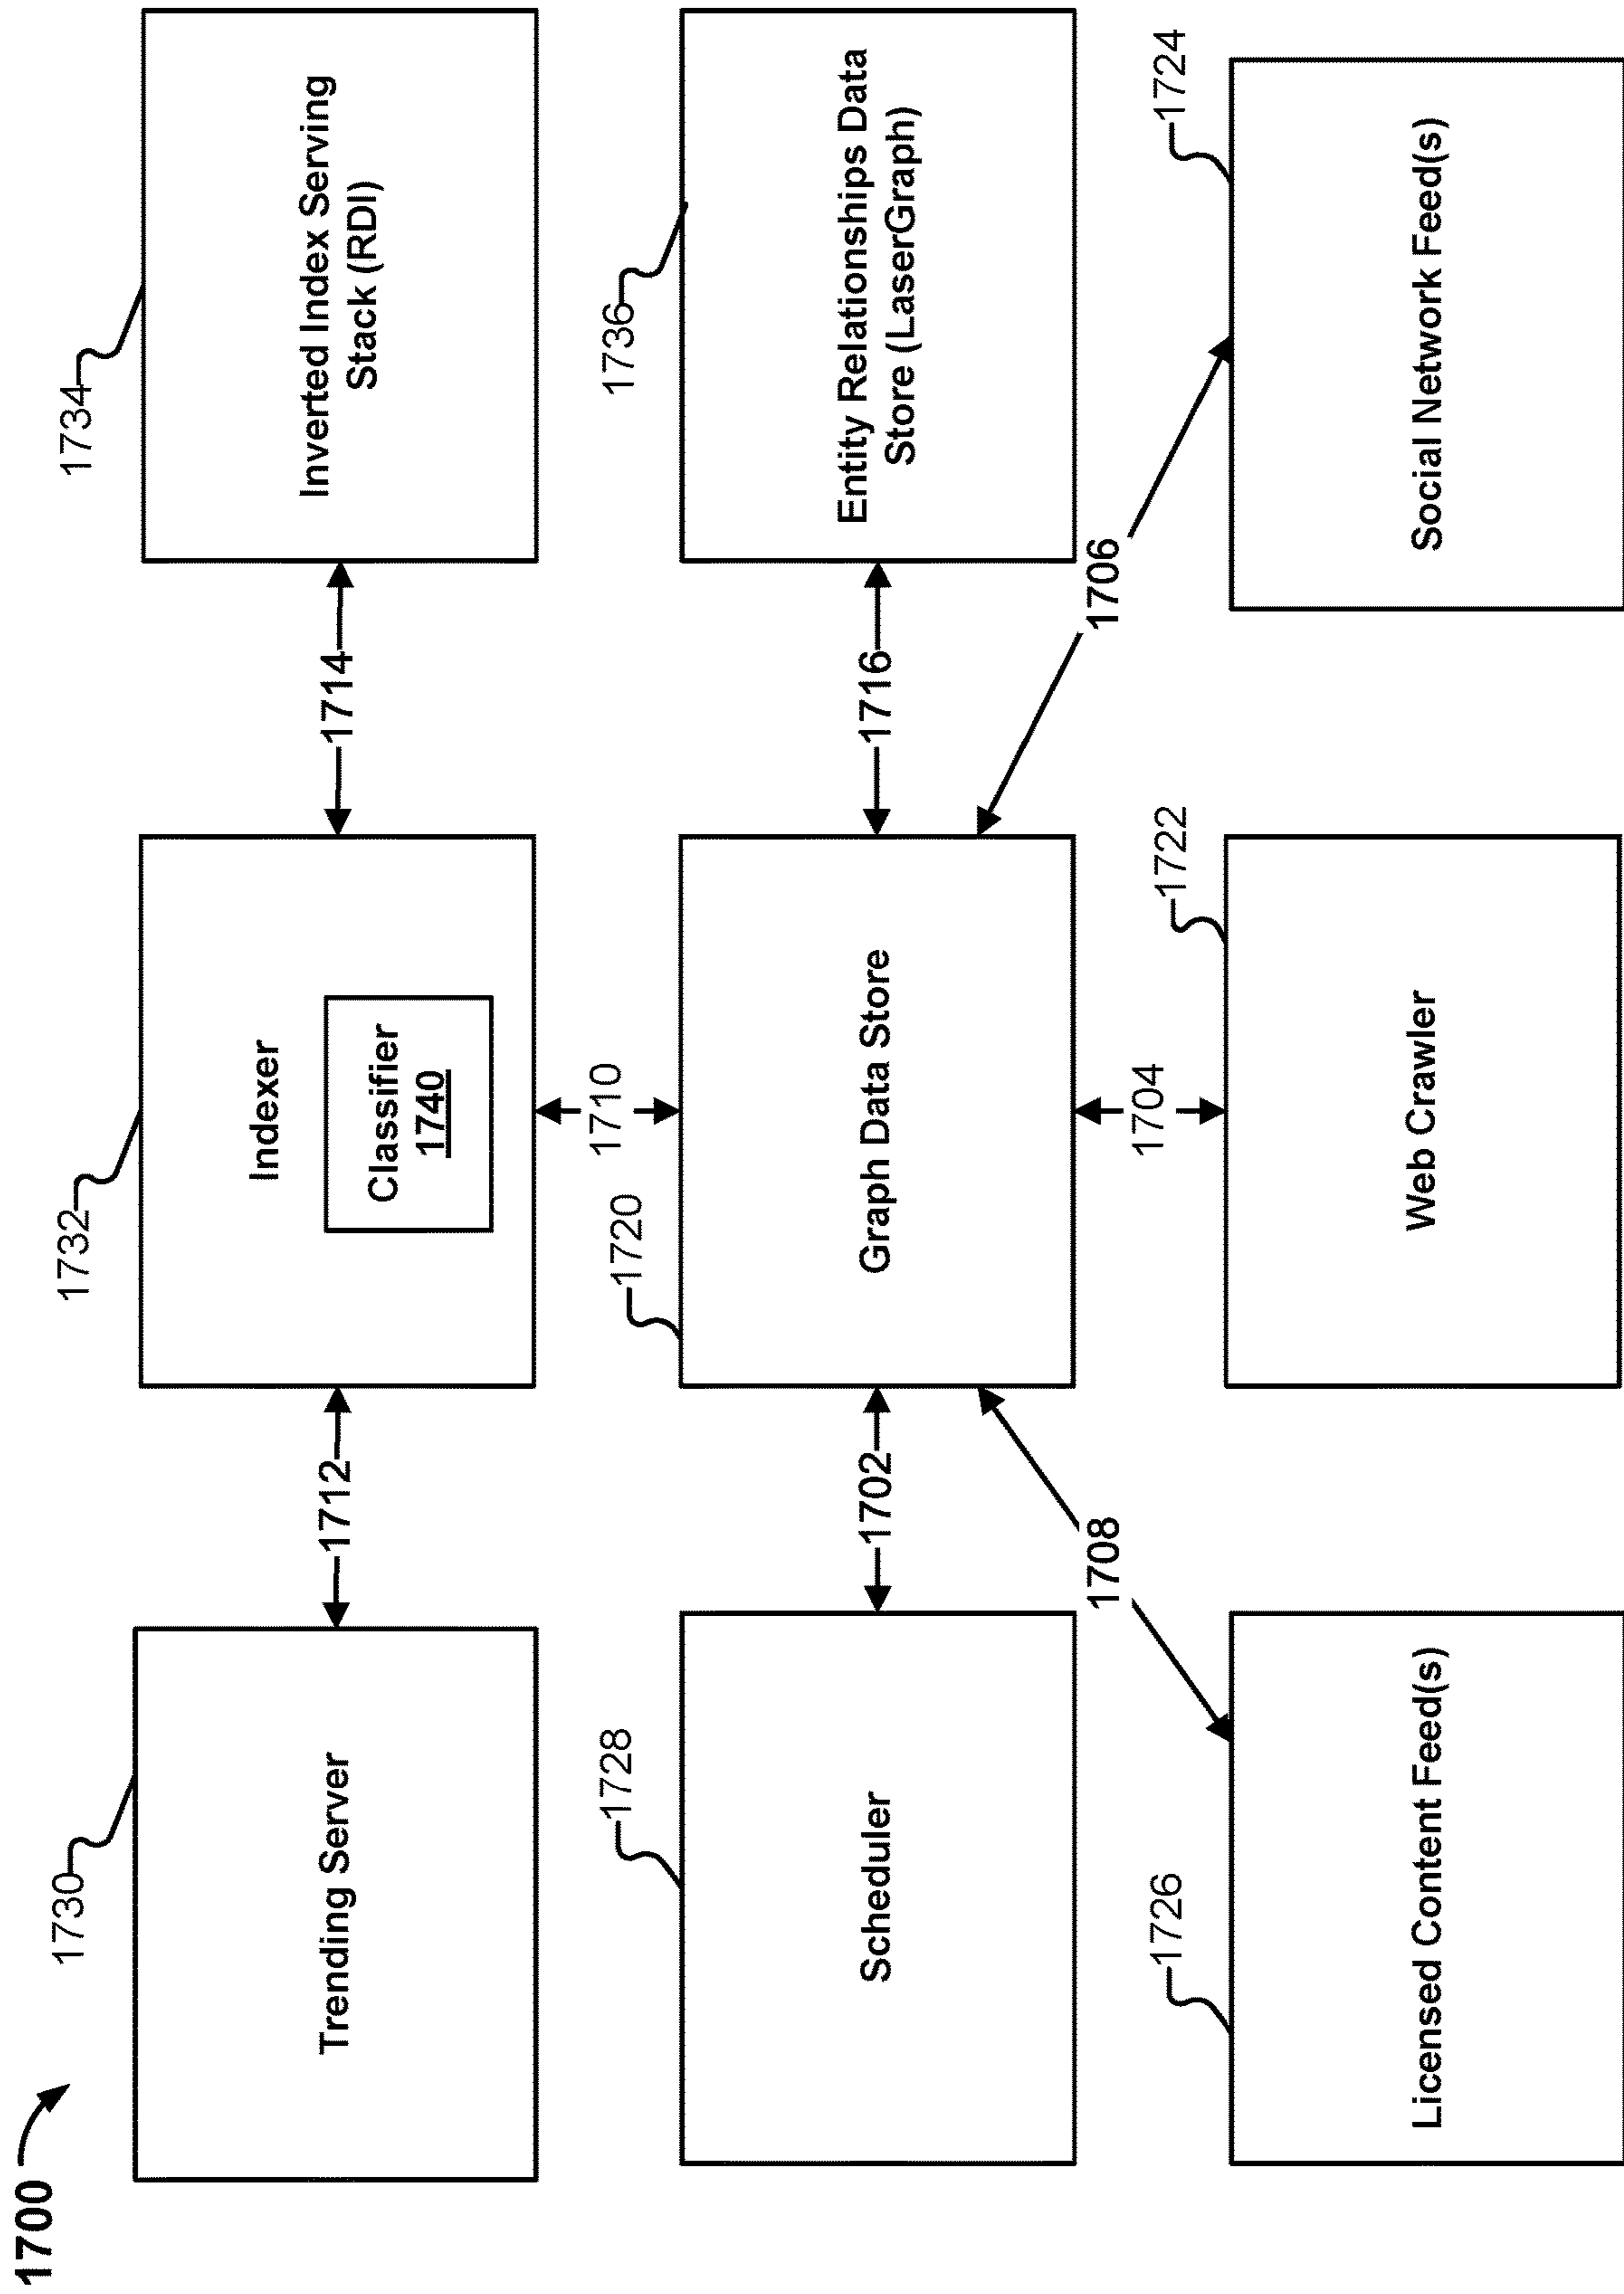 1700
1730
Trending Server
1712
1732
Indexer
Classifier
1740
1714
1734
Inverted Index Serving
Stack (RDI)
1710
1728
Scheduler
1702
1720
Graph Data Store
1716
1736
Entity Relationships Data
Store (LaserGraph)
1708
1704
1706
1726
Licensed Content Feed(s)
1722
Web Crawler
1724
Social Network Feed(s)